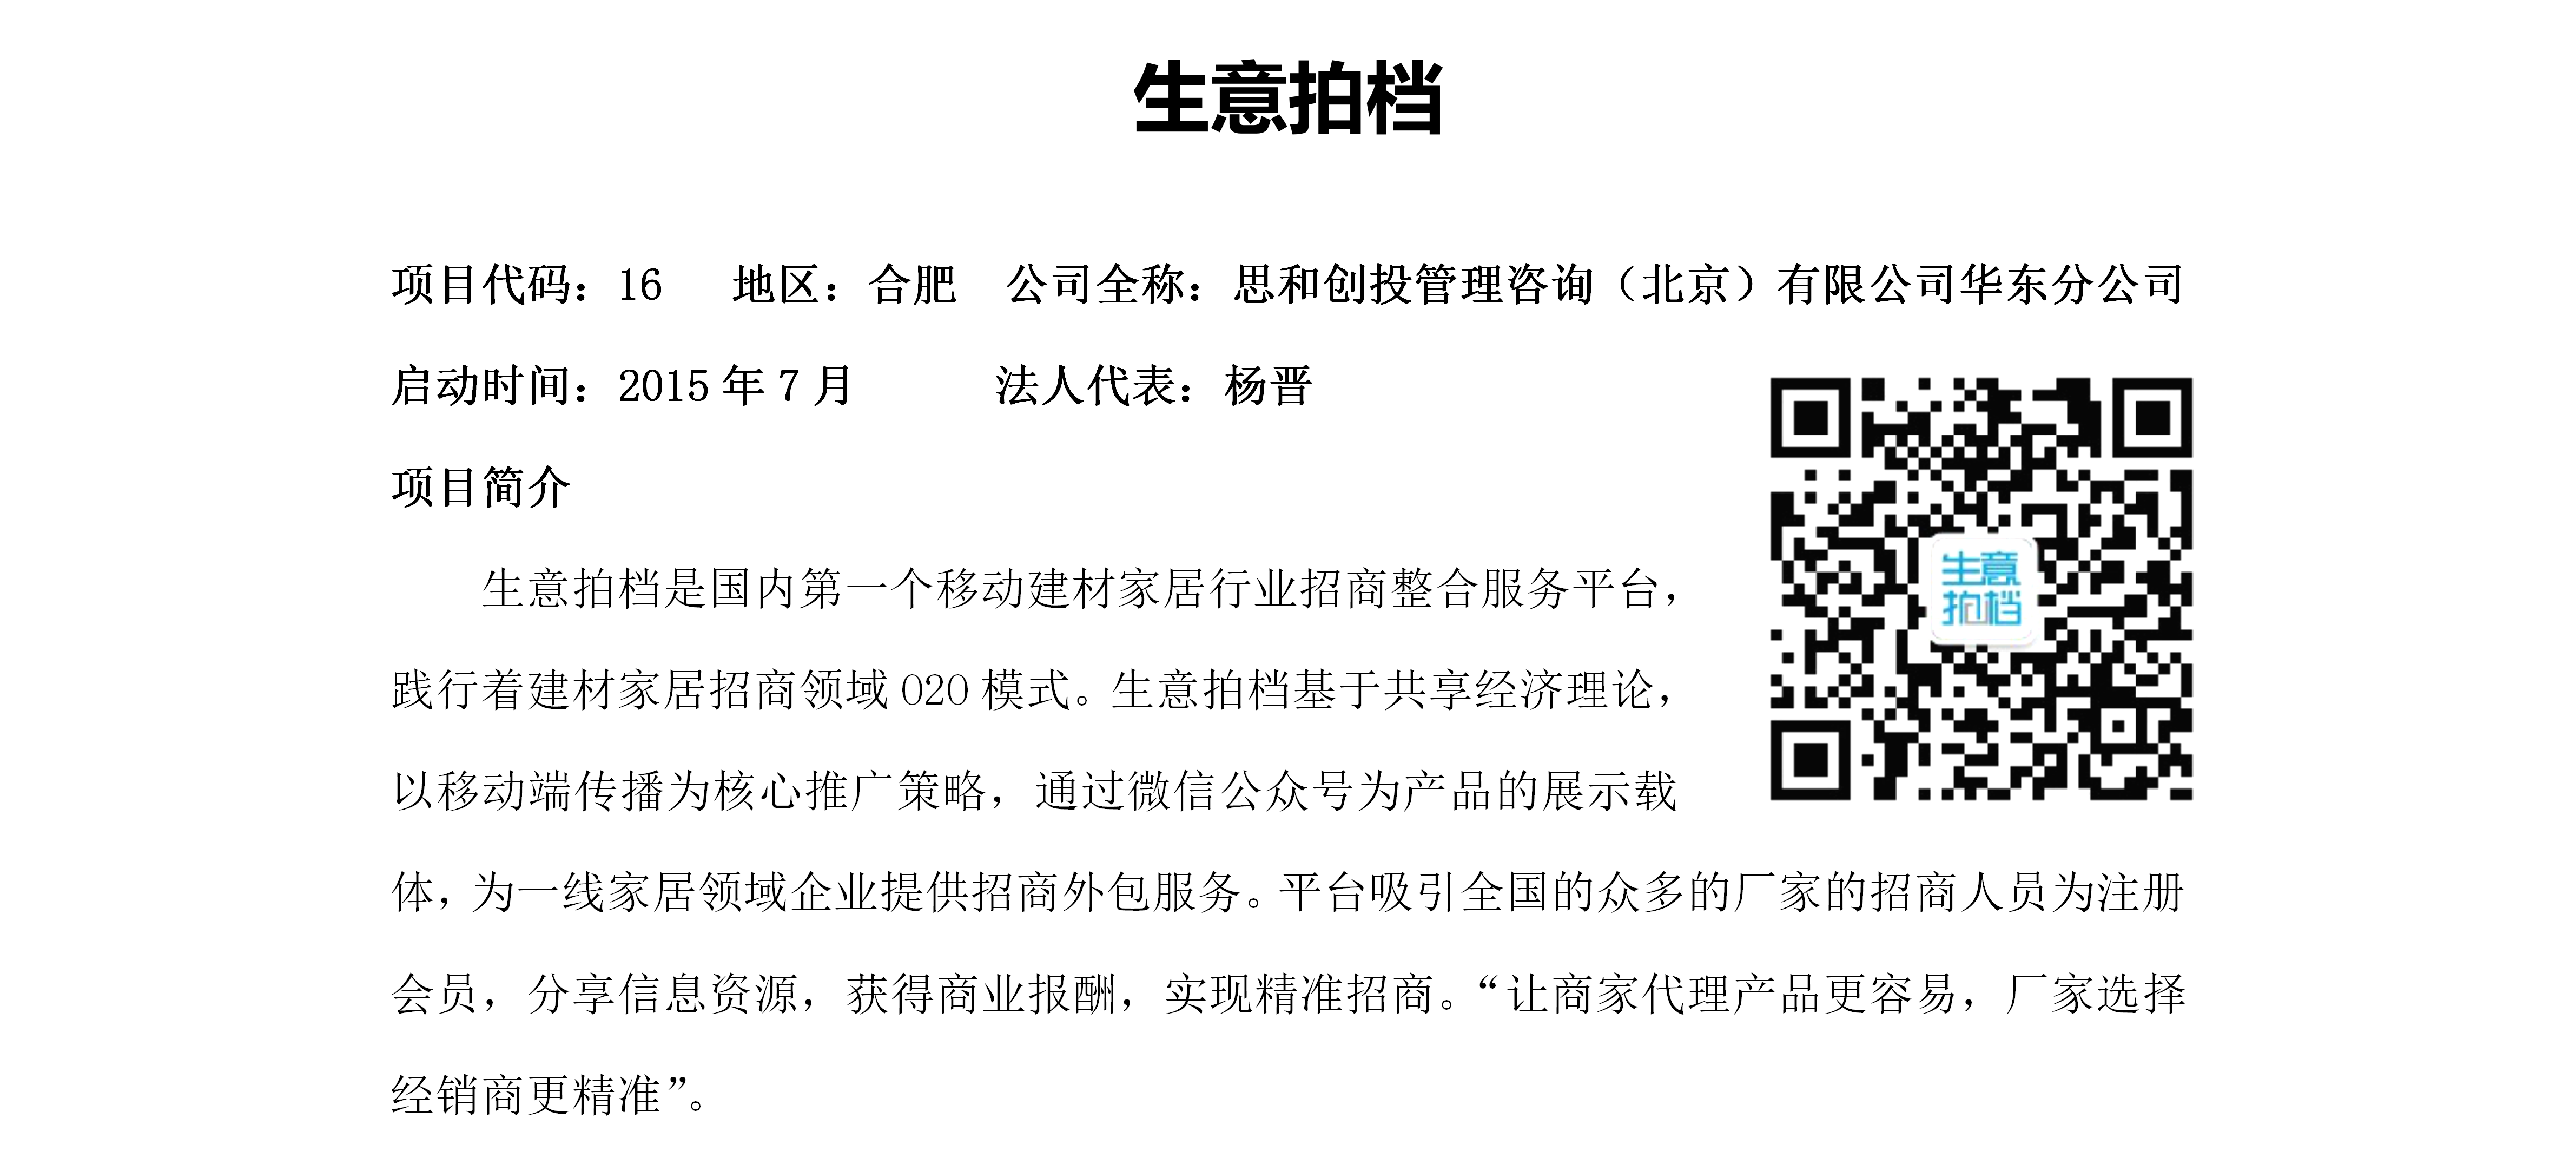 生意拍档
项目代码：16 地区：合肥 公司全称：思和创投管理咨询（北京）有限公司华东分公司
启动时间：2015 年 7 月 法人代表：杨晋
项目简介
生意拍档是国内第一个移动建材家居行业招商整合服务平台，
践行着建材家居招商领域 O2O 模式。生意拍档基于共享经济理论，
以移动端传播为核心推广策略，通过微信公众号为产品的展示载
体，为一线家居领域企业提供招商外包服务。平台吸引全国的众多的厂家的招商人员为注册
会员，分享信息资源，获得商业报酬，实现精准招商。“让商家代理产品更容易，厂家选择
经销商更精准”。
生意
拍档